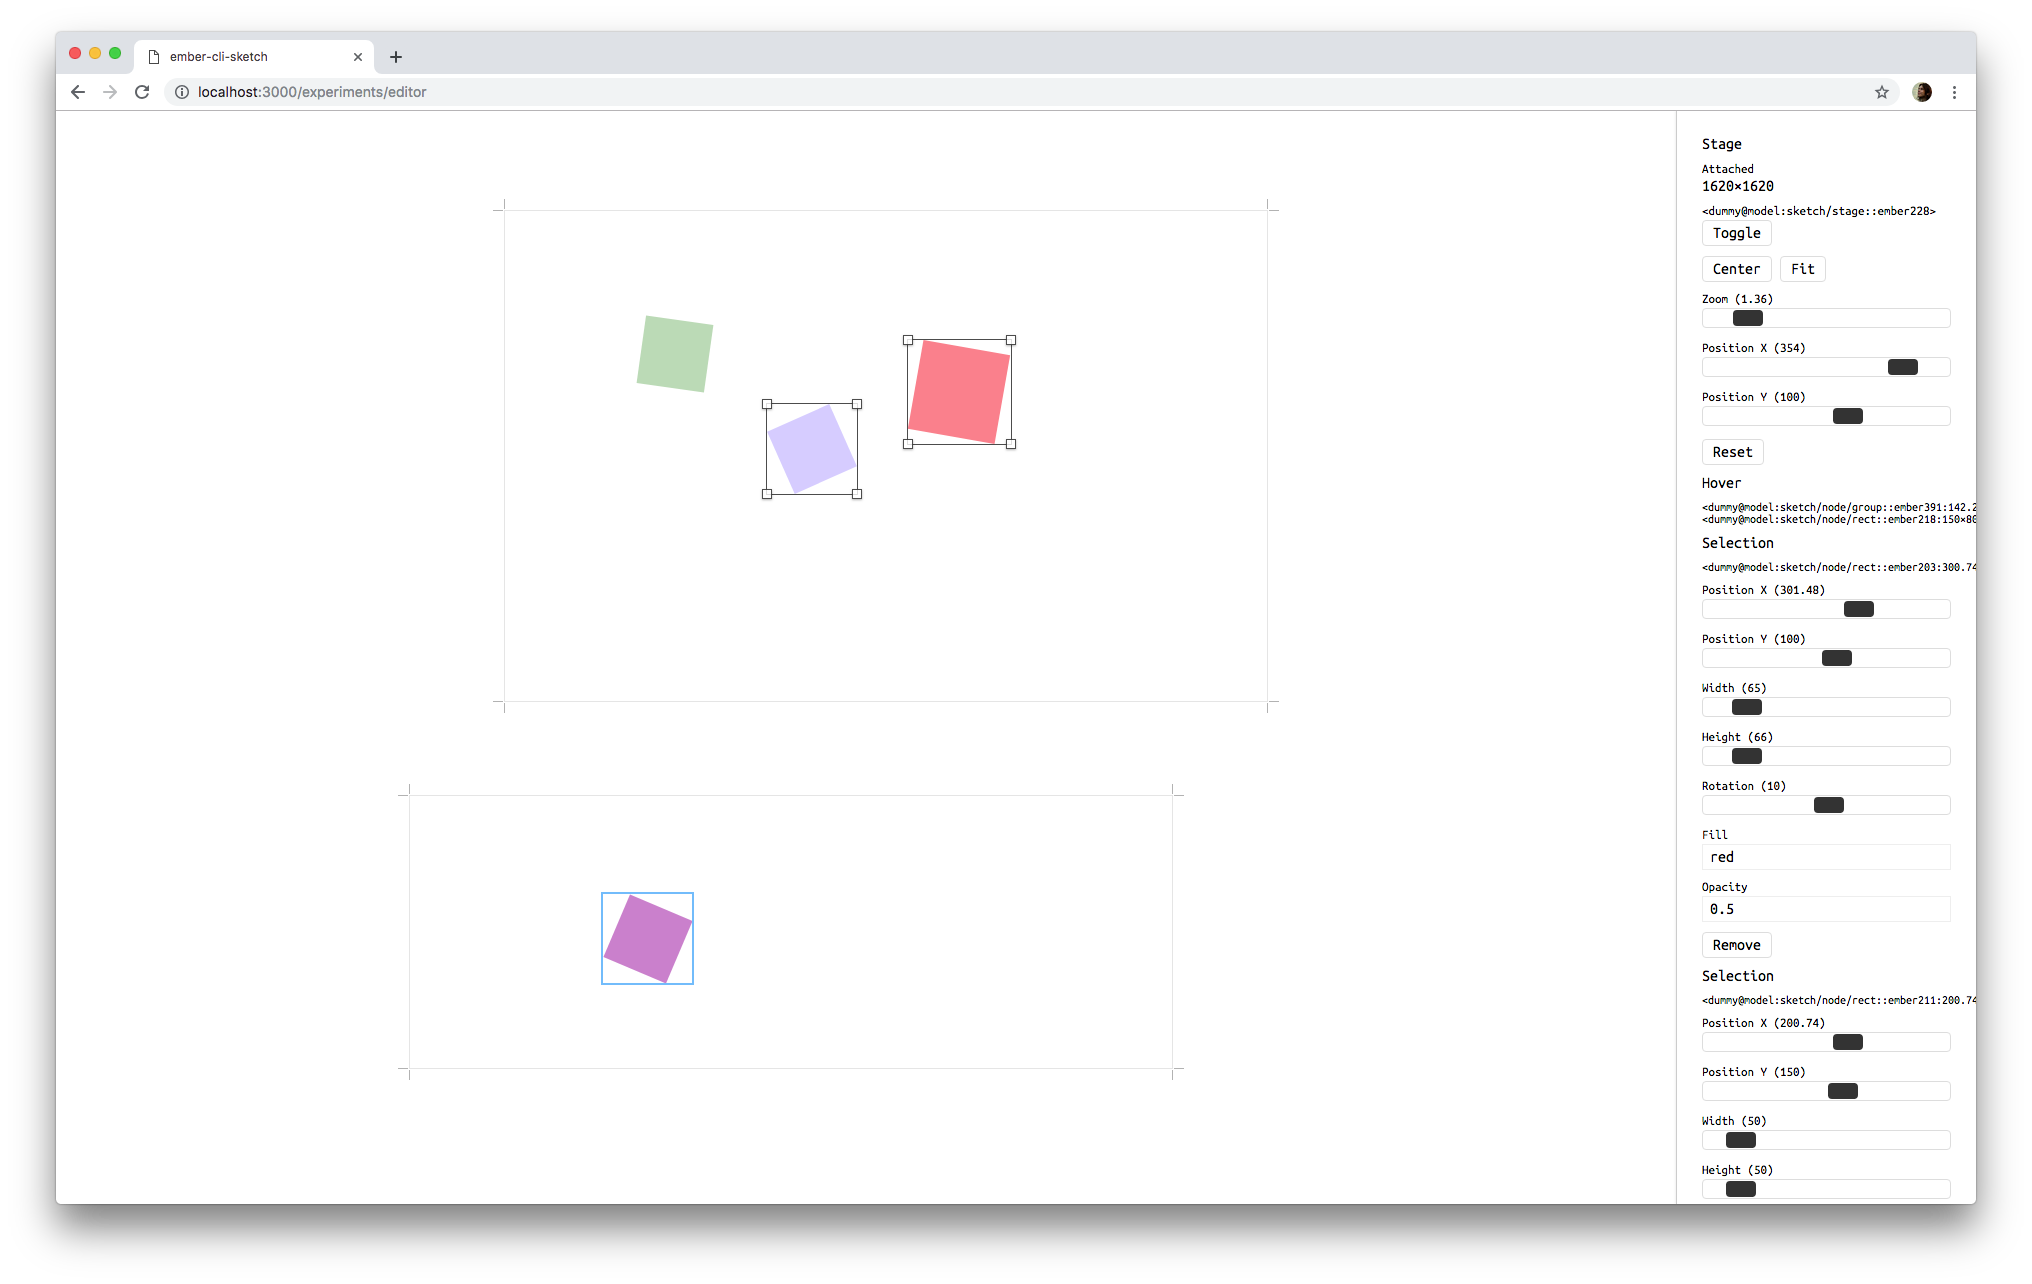 ember-cli-sketch
localhost:3000/experiments/editor
Stage
Attached
1620×1620
<dummy@model:sketch/stage::ember228>
Toggle
Center Fit
Zoom (1.36)
Position X (354)
Position Y (100)
Reset
Hover
<dummy@model:sketch/node/group::ember391:142.2
<dummy@model:sketch/node/rect::ember218:150×80
Selection
<dummy@model:sketch/node/rect::ember203:300.74
Position X (301.48)
Position Y (100)
Width (65)
Height (66)
Rotation (10)
Fill
red
Opacity
0.5
Remove
Selection
<dummy@model:sketch/node/rect::ember211:200.74
Position X (200.74)
Position Y (150)
Width (50)
Height (50)